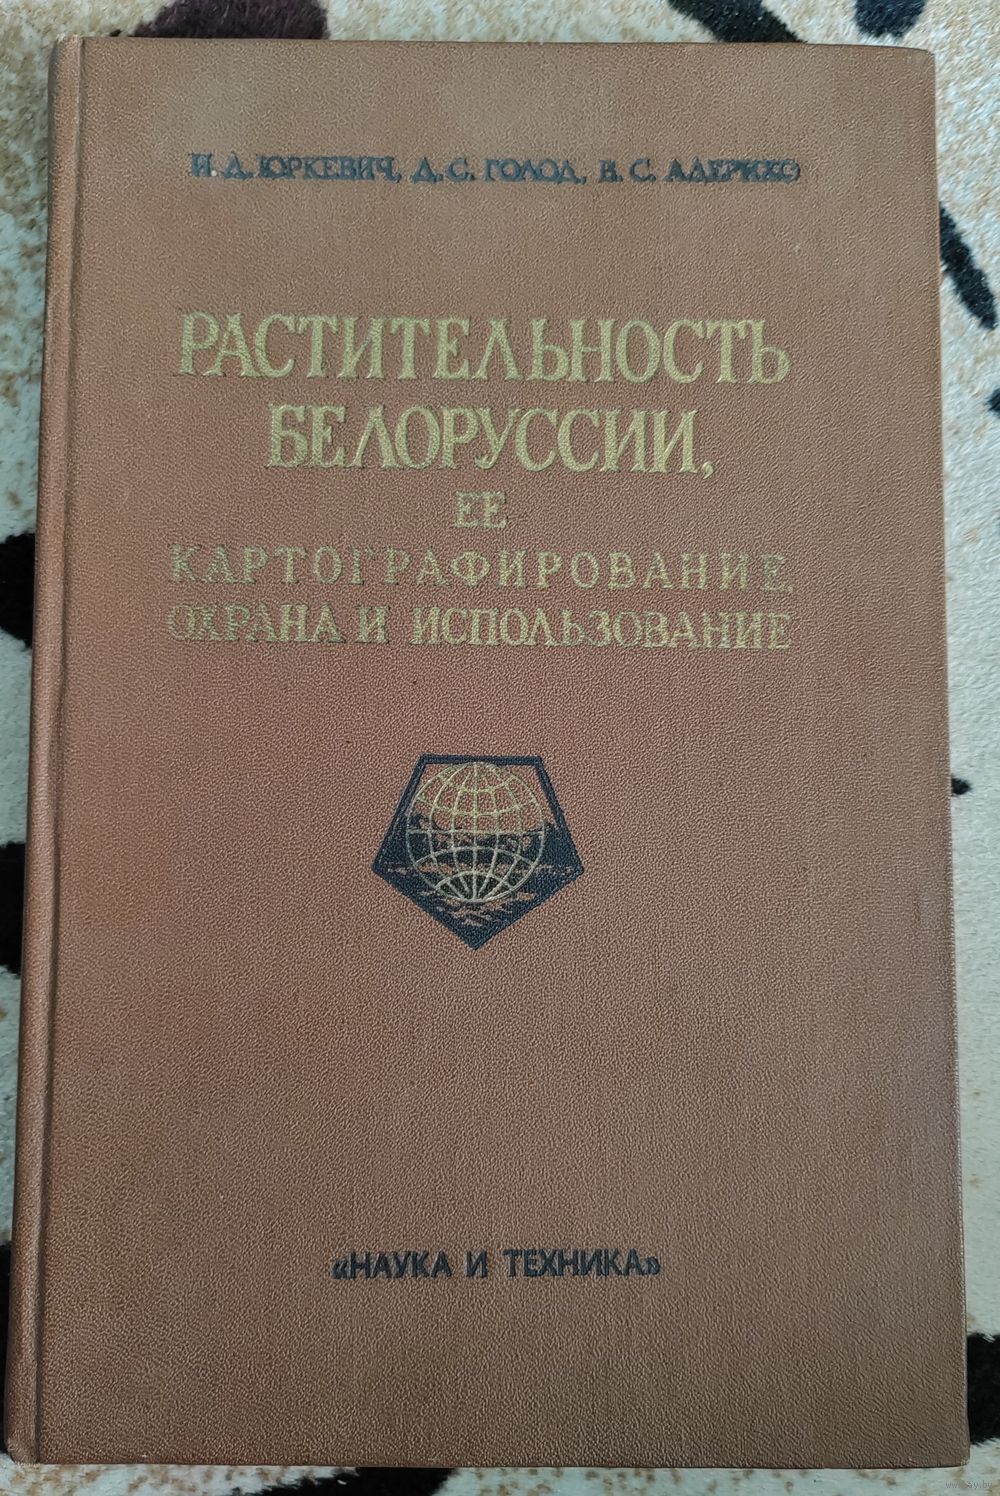 И. Д. ЮРКЕВИЧ, Д. С. ГОЛОД, В. С. АДЕРИХО
РАСТИТЕЛЬНОСТЬ
БЕЛОРУССИИ,
ЕЕ
КАРТОГРАФИРОВАНИЕ,
ОХРАНА И ИСПОЛЬЗОВАНИЕ
«НАУКА И ТЕХНИКА»